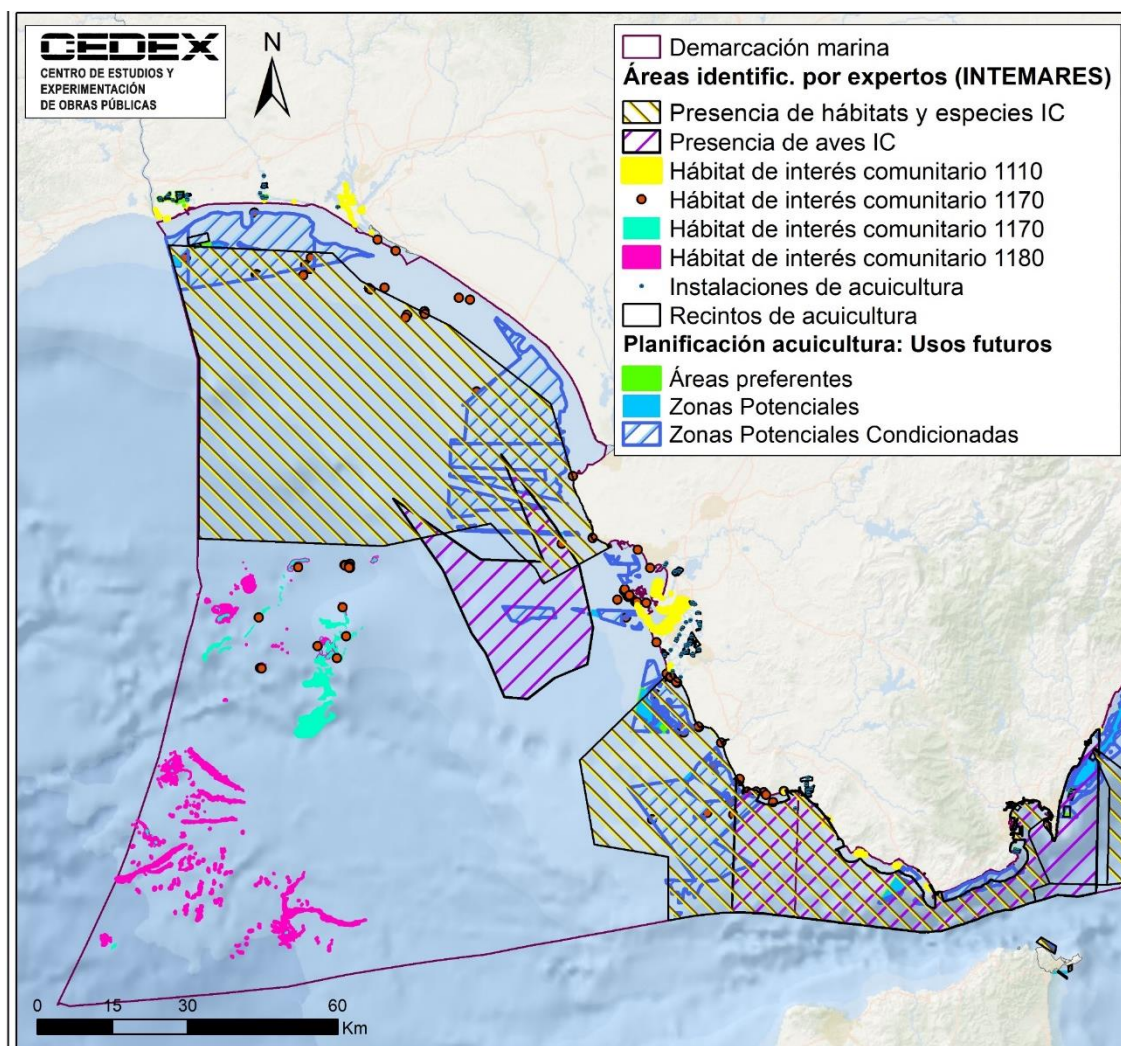 CEDEX
CENTRO DE ESTUDIOS Y
EXPERIMENTACIÓN
DE OBRAS PÚBLICAS
N
Demarcación marina
Áreas identific. por expertos (INTEMARES)
Presencia de hábitats y especies IC
Presencia de aves IC
Hábitat de interés comunitario 1110
Hábitat de interés comunitario 1170
Hábitat de interés comunitario 1170
Hábitat de interés comunitario 1180
Instalaciones de acuicultura
Recintos de acuicultura
Planificación acuicultura: Usos futuros
Áreas preferentes
Zonas Potenciales
Zonas Potenciales Condicionadas
0 15 30 60
Km